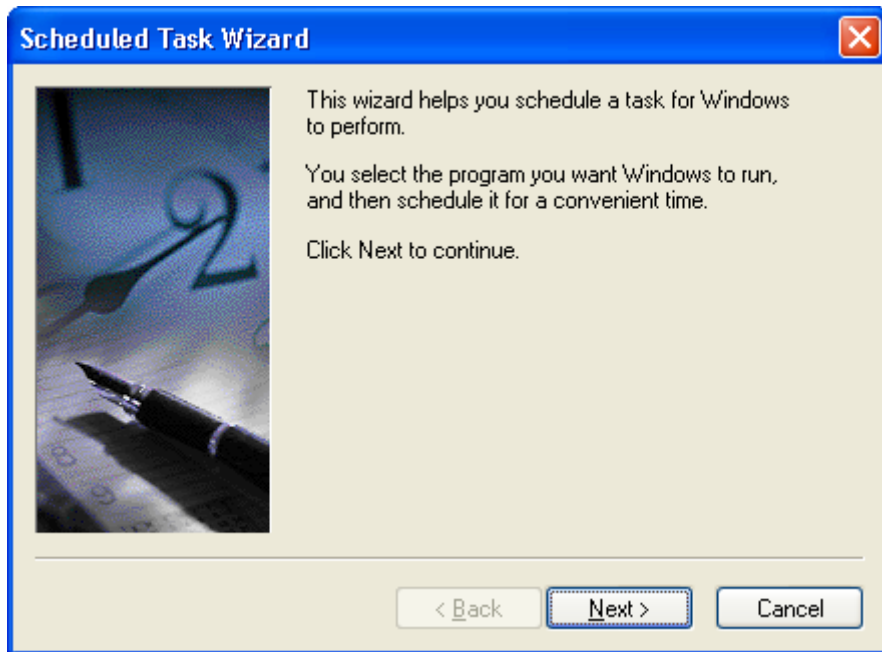 Scheduled Task Wizard
This wizard helps you schedule a task for Windows
to perform.
You select the program you want Windows to run,
and then schedule it for a convenient time.
Click Next to continue.
2
< Back
Next >
Cancel